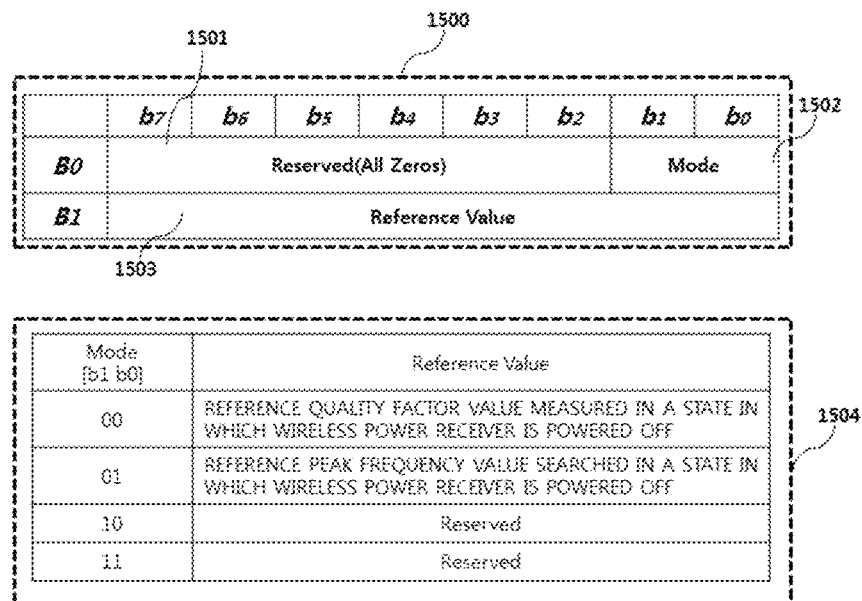 1500
1501
b7 b6 b5 b4 b3 b2 b1 b0
1502
B0 Reserved(All Zeros) Mode
B1 Reference Value
1503
Mode
[b1 b0]
Reference Value
00
REFERENCE QUALITY FACTOR VALUE MEASURED IN A STATE IN
WHICH WIRELESS POWER RECEIVER IS POWERED OFF
1504
01
REFERENCE PEAK FREQUENCY VALUE SEARCHED IN A STATE IN
WHICH WIRELESS POWER RECEIVER IS POWERED OFF
10 Reserved
11 Reserved